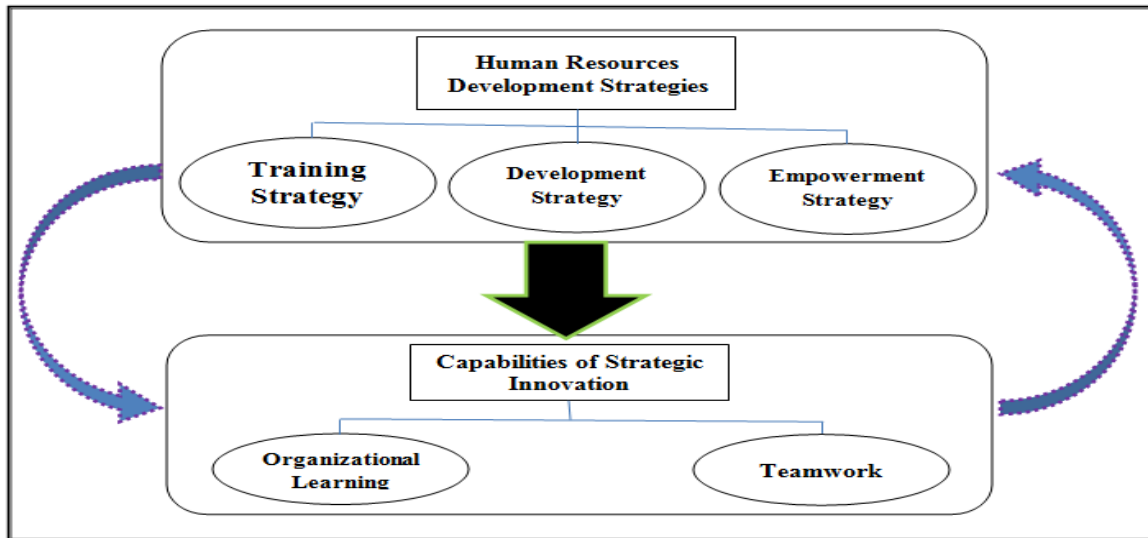 Human Resources
Development Strategies
Training
Strategy
Development
Strategy
Empowerment
Strategy
Capabilities of Strategic
Innovation
Organizational
Learning
Teamwork